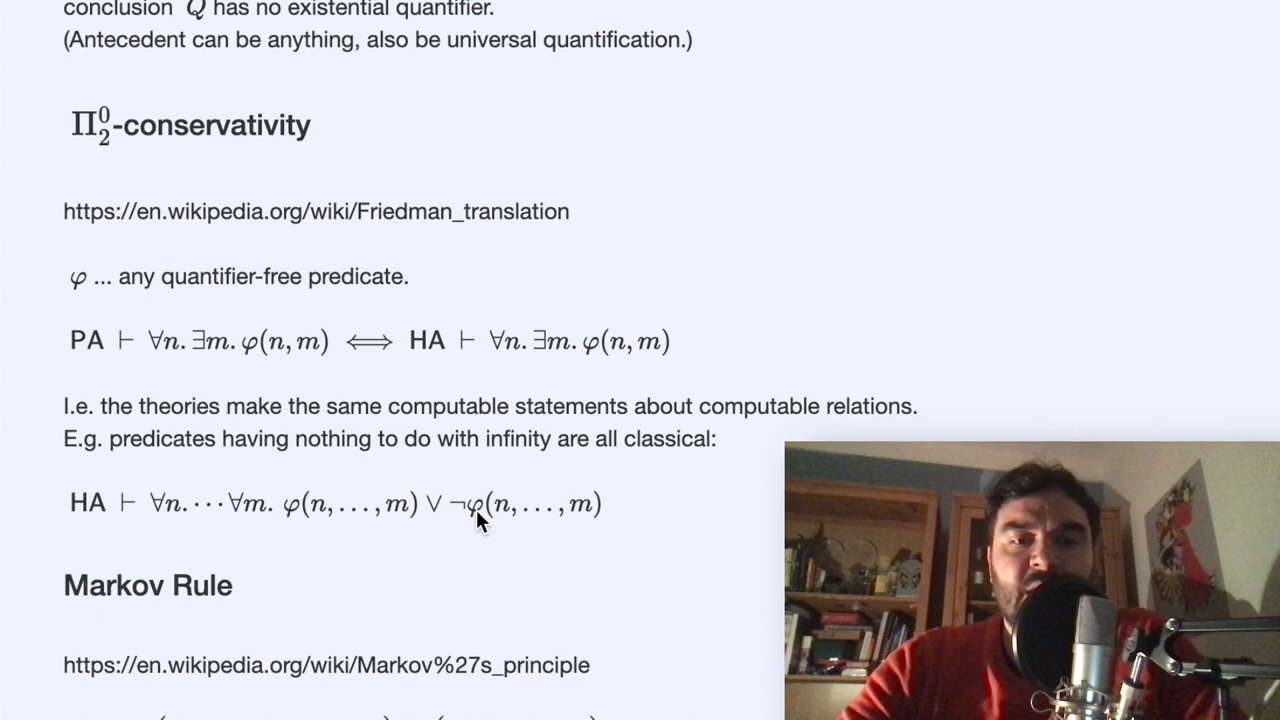 conclusion Q has no existential quantifier.
(Antecedent can be anything, also be universal quantification.)
Π⁰₂-conservativity
https://en.wikipedia.org/wiki/Friedman_translation
φ ... any quantifier-free predicate.
PA ⊢ ∀n. ∃m. φ(n, m) ⟺ HA ⊢ ∀n. ∃m. φ(n, m)
I.e. the theories make the same computable statements about computable relations.
E.g. predicates having nothing to do with infinity are all classical:
HA ⊢ ∀n. ⋯ ∀m. φ(n, …, m) ∨ ¬φ(n, …, m)
Markov Rule
https://en.wikipedia.org/wiki/Markov%27s_principle